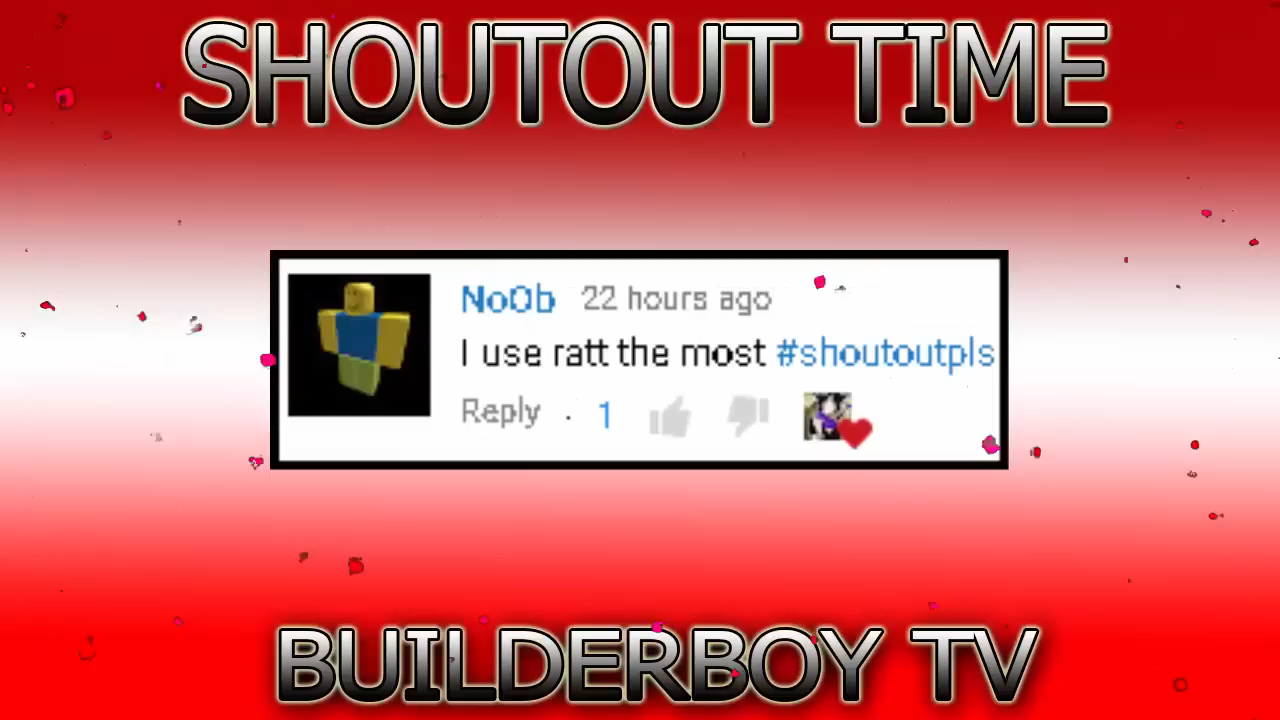 SHOUTOUT TIME
NoOb 22 hours ago
I use ratt the most #shoutoutpls
Reply · 1
BUILDERBOY TV